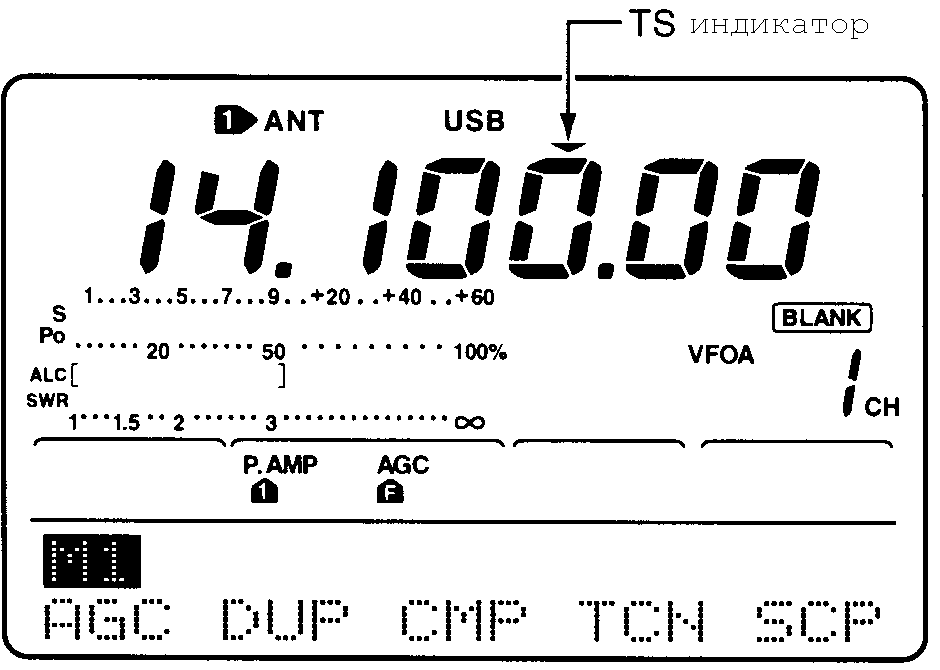 TS индикатор
1 ANT USB
14.100.00
1...3...5...7...9..+20..+40..+60
S
Po 20 50 100%
BLANK
VFOA
ALC[ ]
1 CH
SWR
1 1.5 2 3 ∞
P.AMP AGC
1 F
M1
AGC DUP CMP TCN SCP